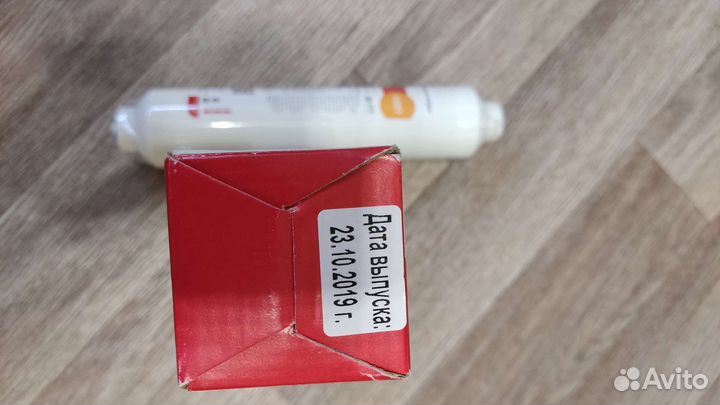 Дата выпуска:
23.10.2019 г.
Avito